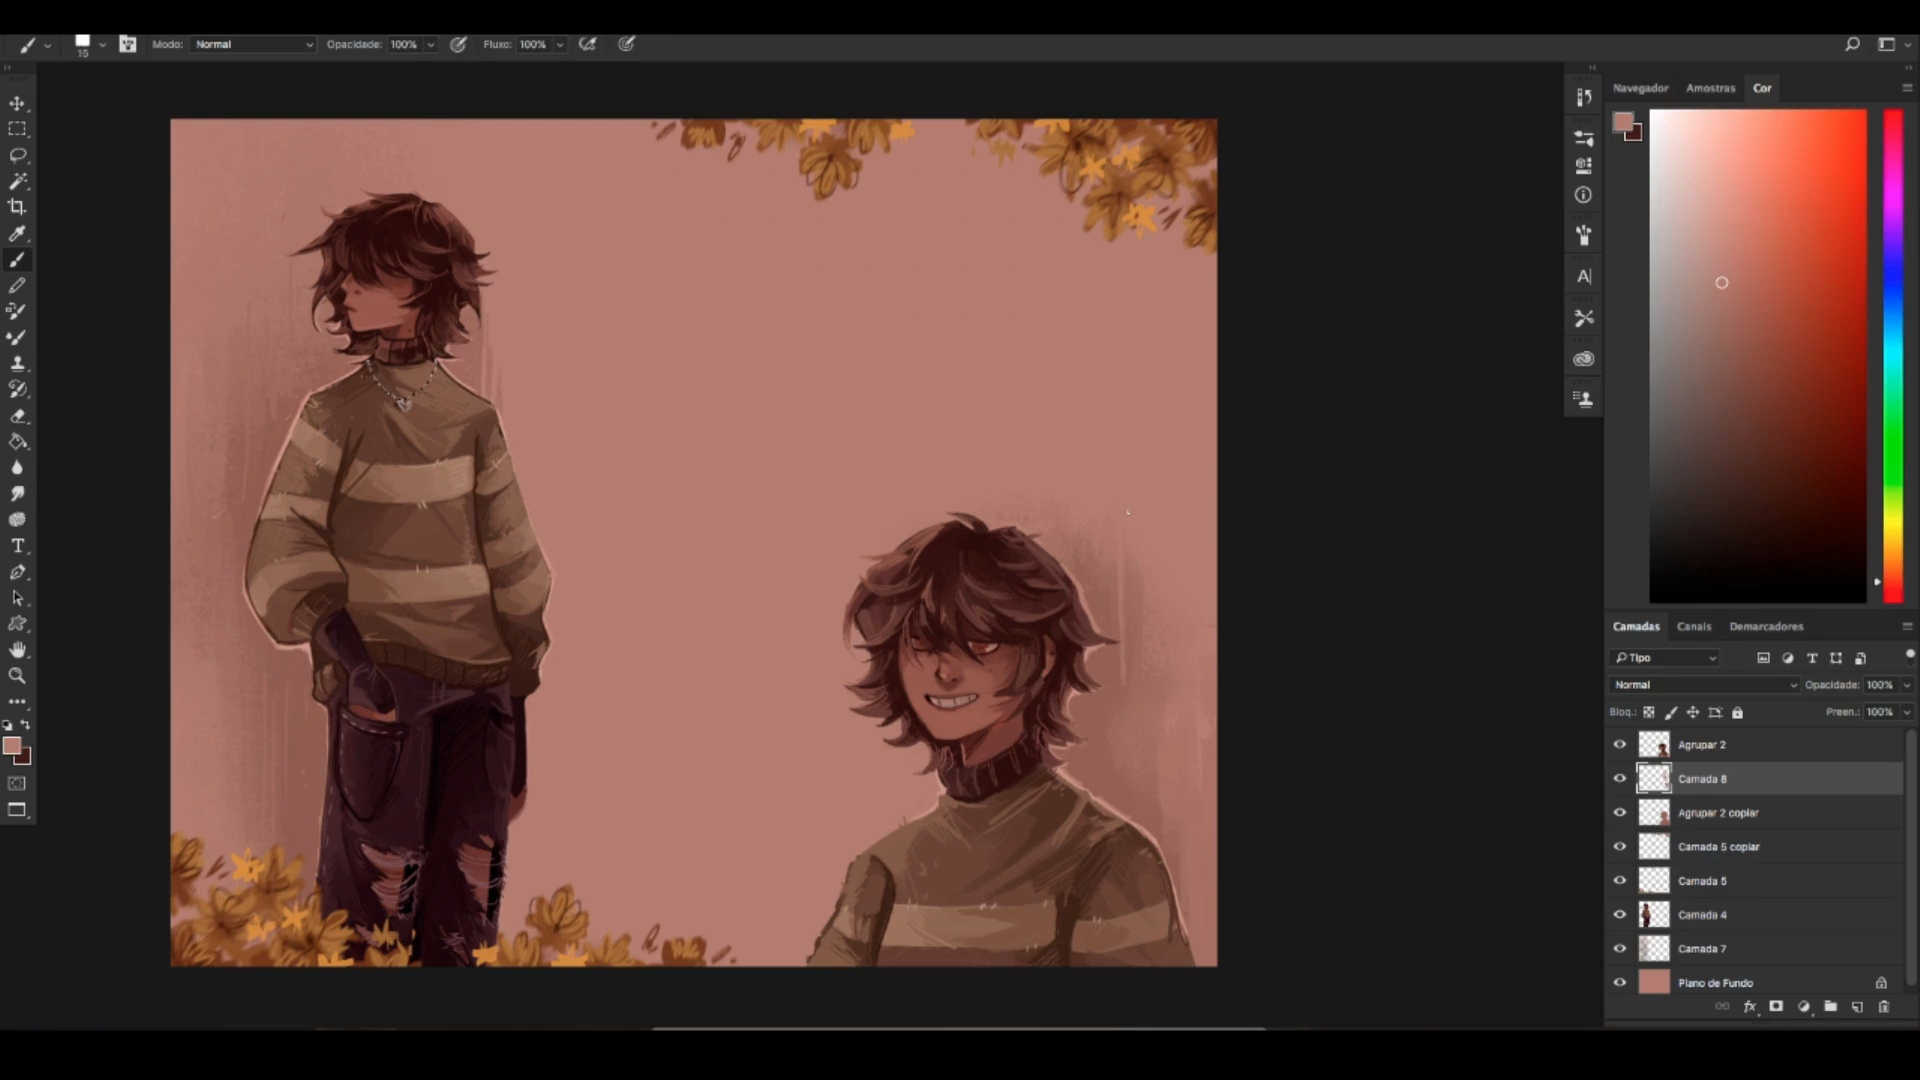 Modo: Normal Opacidade: 100% Fluxo: 100%
15
Navegador Amostras Cor
Camadas Canais Demarcadores
Tipo
Normal Opacidade: 100%
Bloq.: Preen.: 100%
Agrupar 2
Camada 8
Agrupar 2 copiar
Camada 5 copiar
Camada 5
Camada 4
Camada 7
Plano de Fundo